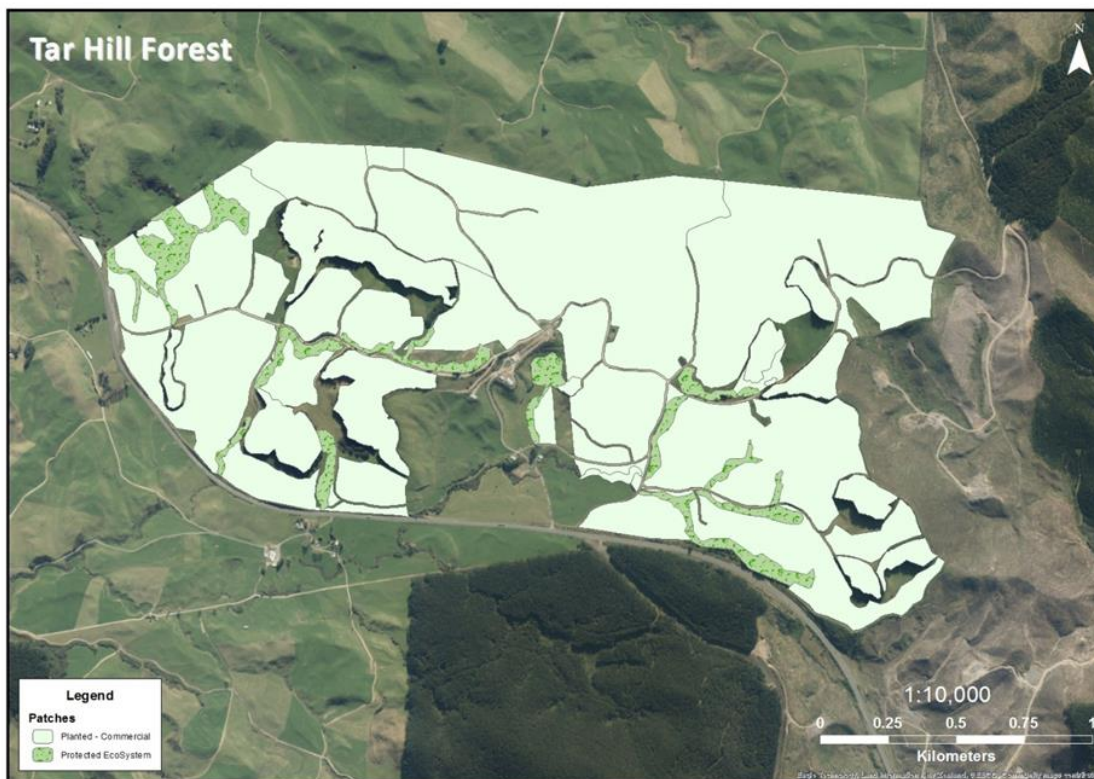 Tar Hill Forest
N
Legend
Patches
Planted - Commercial
Protected EcoSystem
1:10,000
0 0.25 0.5 0.75 1
Kilometers